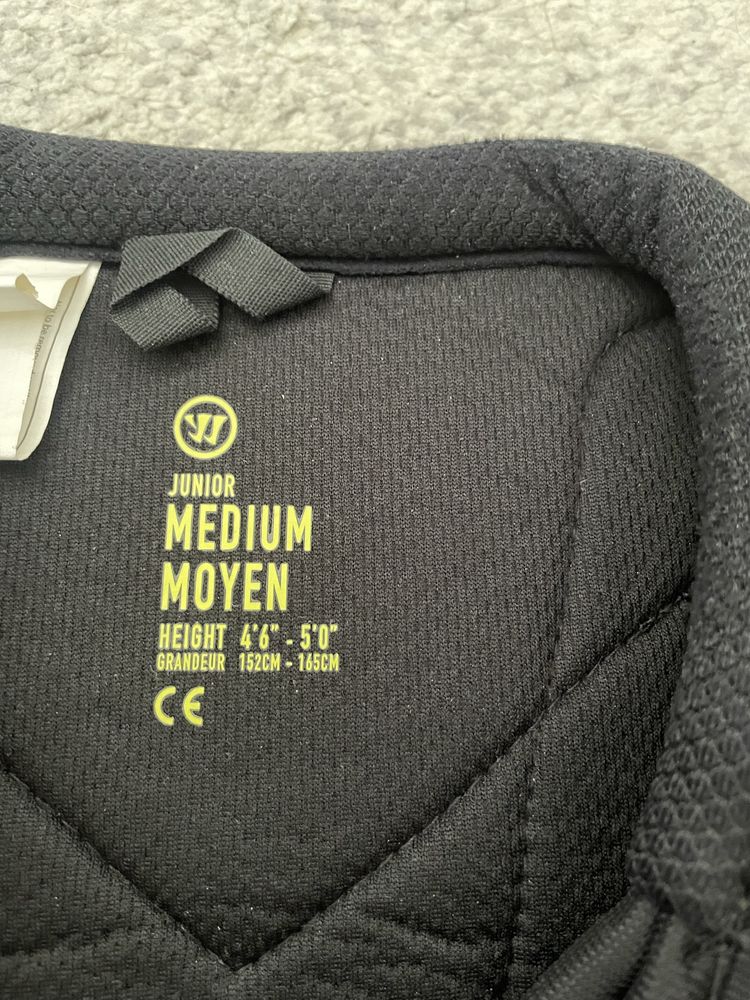 W
JUNIOR
MEDIUM
MOYEN
HEIGHT 4'6" - 5'0"
GRANDEUR 152CM - 165CM
CE